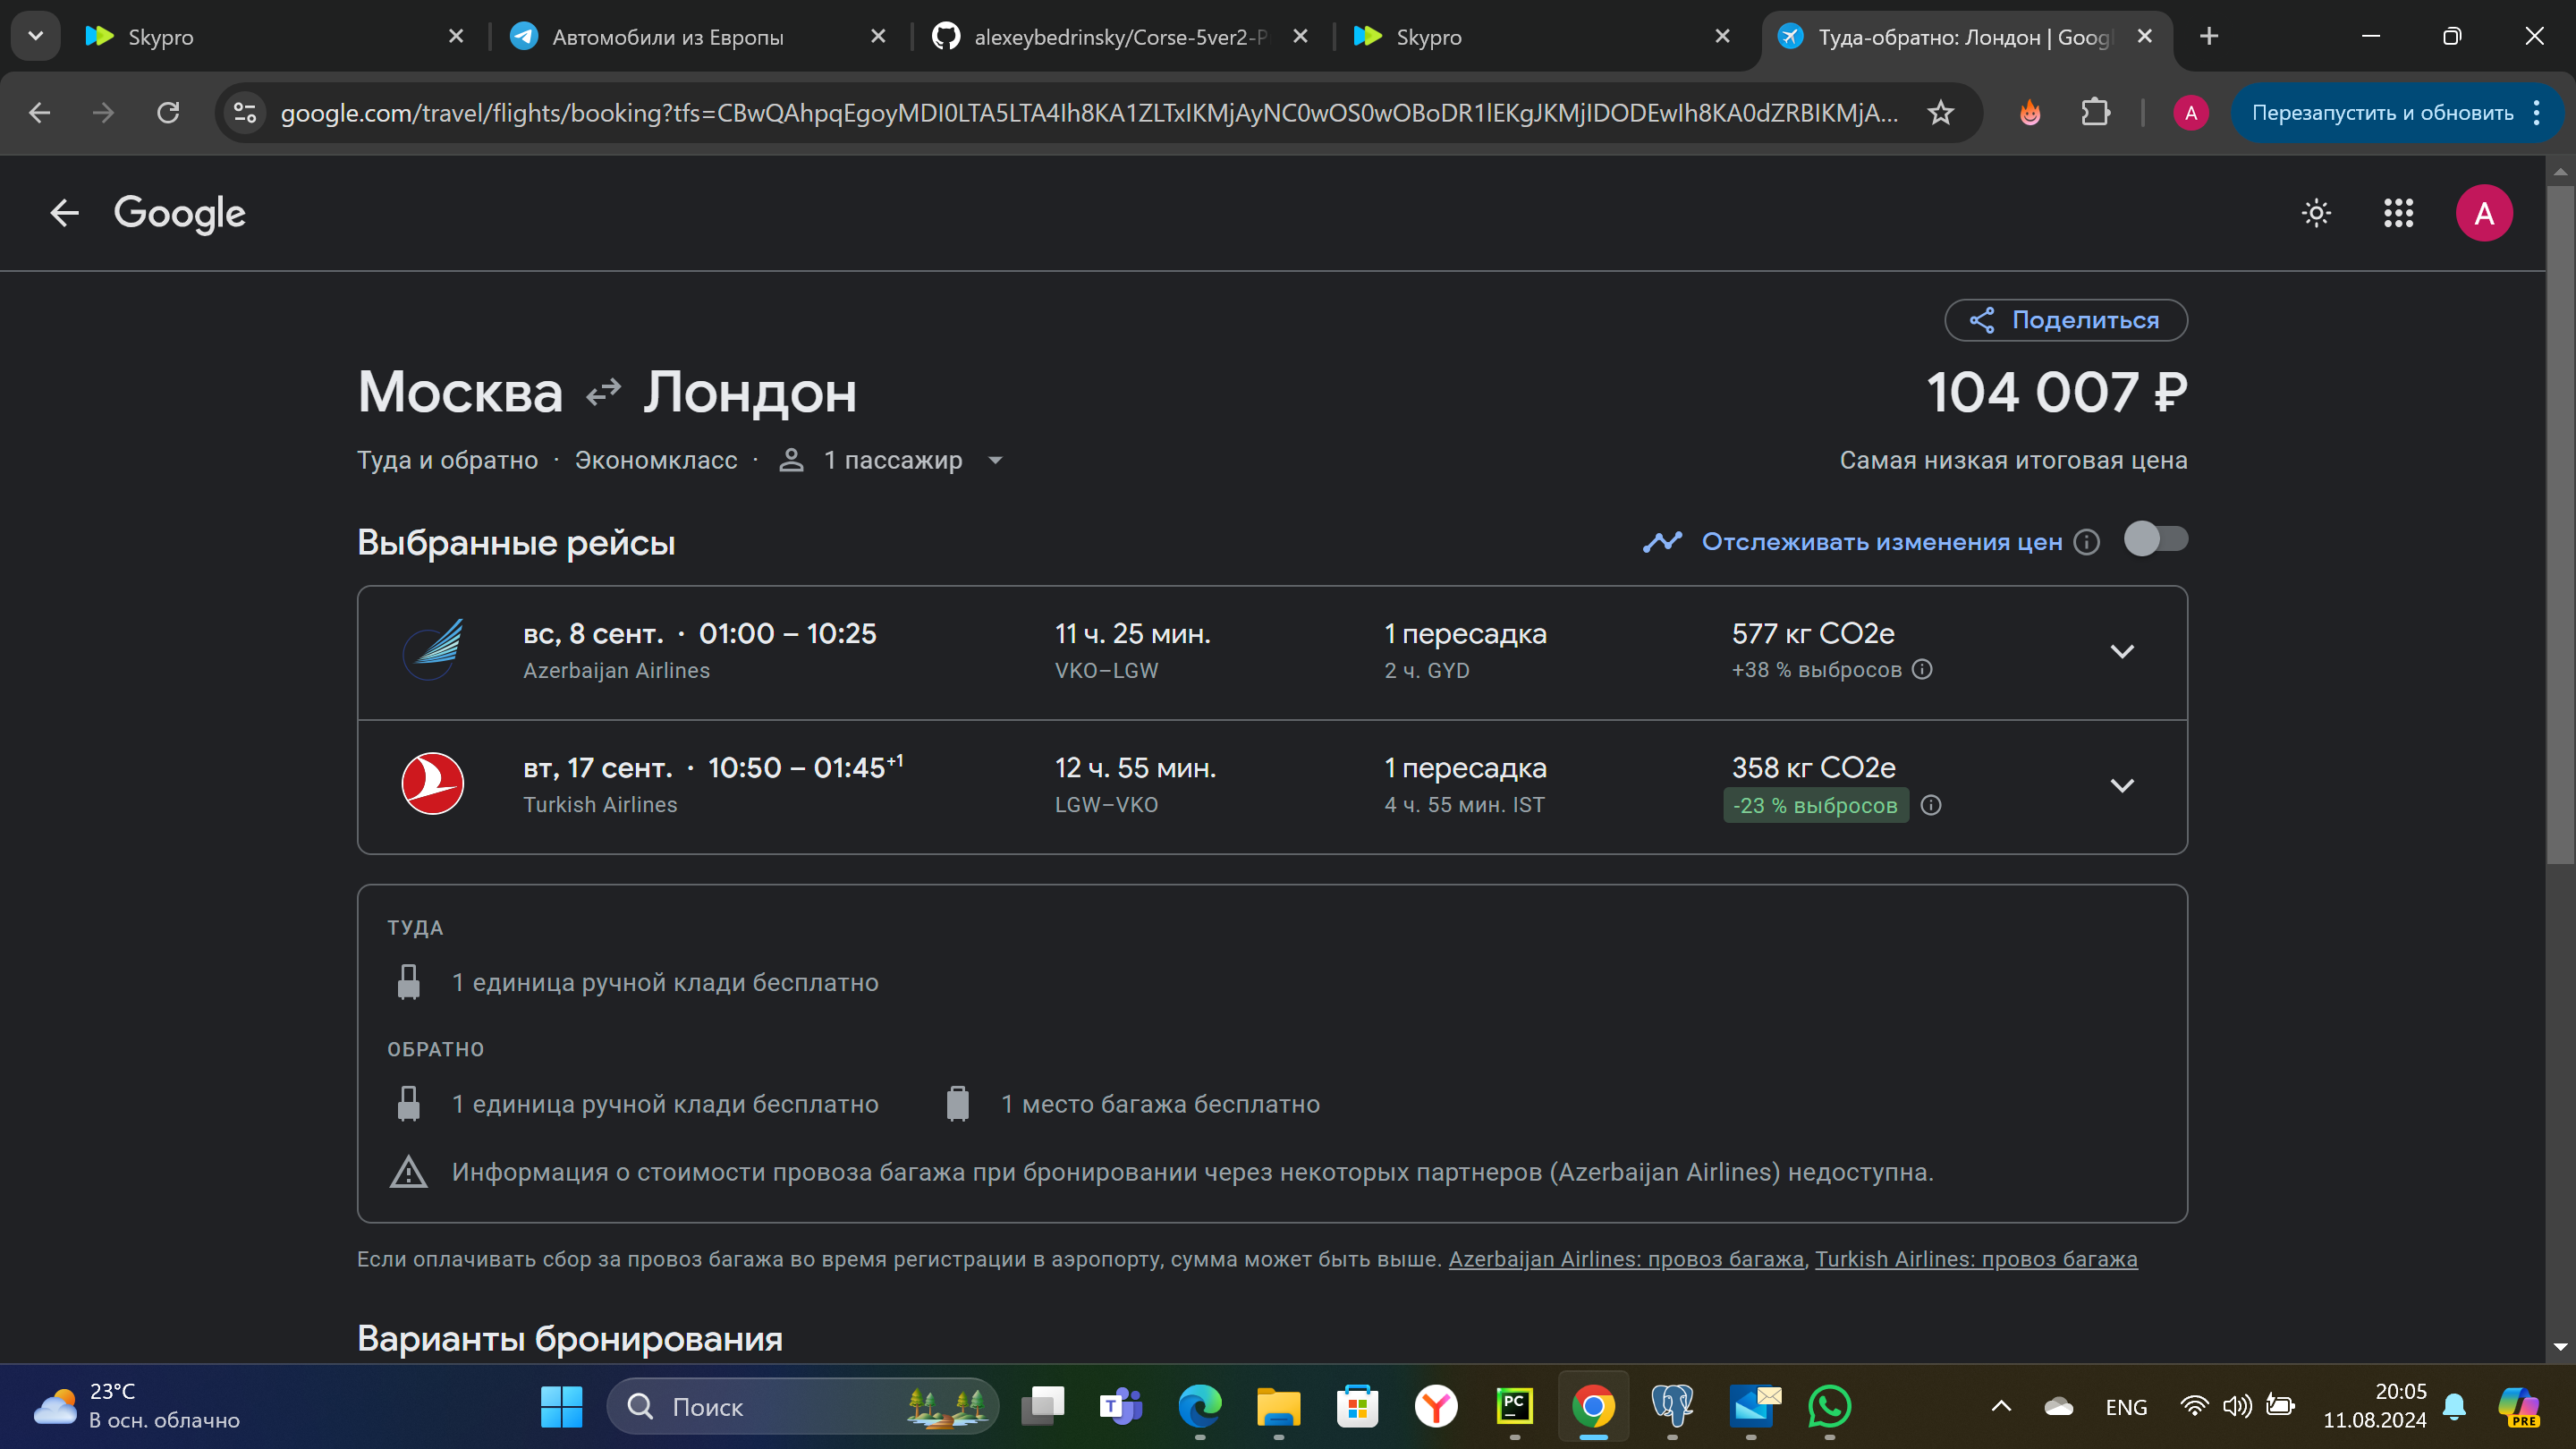 Skypro
Автомобили из Европы
alexeybedrinsky/Corse-5ver2-P
Skypro
Туда-обратно: Лондон | Goog
google.com/travel/flights/booking?tfs=CBwQAhpqEgoyMDI0LTA5LTA4Ih8KA1ZLTxIKMjAyNC0wOS0wOBoDR1lEKgJKMjIDODEwIh8KA0dZRBIKMjA...
A
Перезапустить и обновить
Google
A
Поделиться
Москва Лондон
104 007 ₽
Туда и обратно · Экономкласс · 1 пассажир
Самая низкая итоговая цена
Выбранные рейсы
Отслеживать изменения цен
вс, 8 сент. · 01:00 – 10:25
11 ч. 25 мин.
1 пересадка
577 кг CO2e
Azerbaijan Airlines
VKO–LGW
2 ч. GYD
+38 % выбросов
вт, 17 сент. · 10:50 – 01:45+1
12 ч. 55 мин.
1 пересадка
358 кг CO2e
Turkish Airlines
LGW–VKO
4 ч. 55 мин. IST
-23 % выбросов
ТУДА
1 единица ручной клади бесплатно
ОБРАТНО
1 единица ручной клади бесплатно
1 место багажа бесплатно
Информация о стоимости провоза багажа при бронировании через некоторых партнеров (Azerbaijan Airlines) недоступна.
Если оплачивать сбор за провоз багажа во время регистрации в аэропорту, сумма может быть выше. Azerbaijan Airlines: провоз багажа, Turkish Airlines: провоз багажа
Варианты бронирования
23°C
В осн. облачно
Поиск
T
PC
ENG
20:05
11.08.2024
PRE